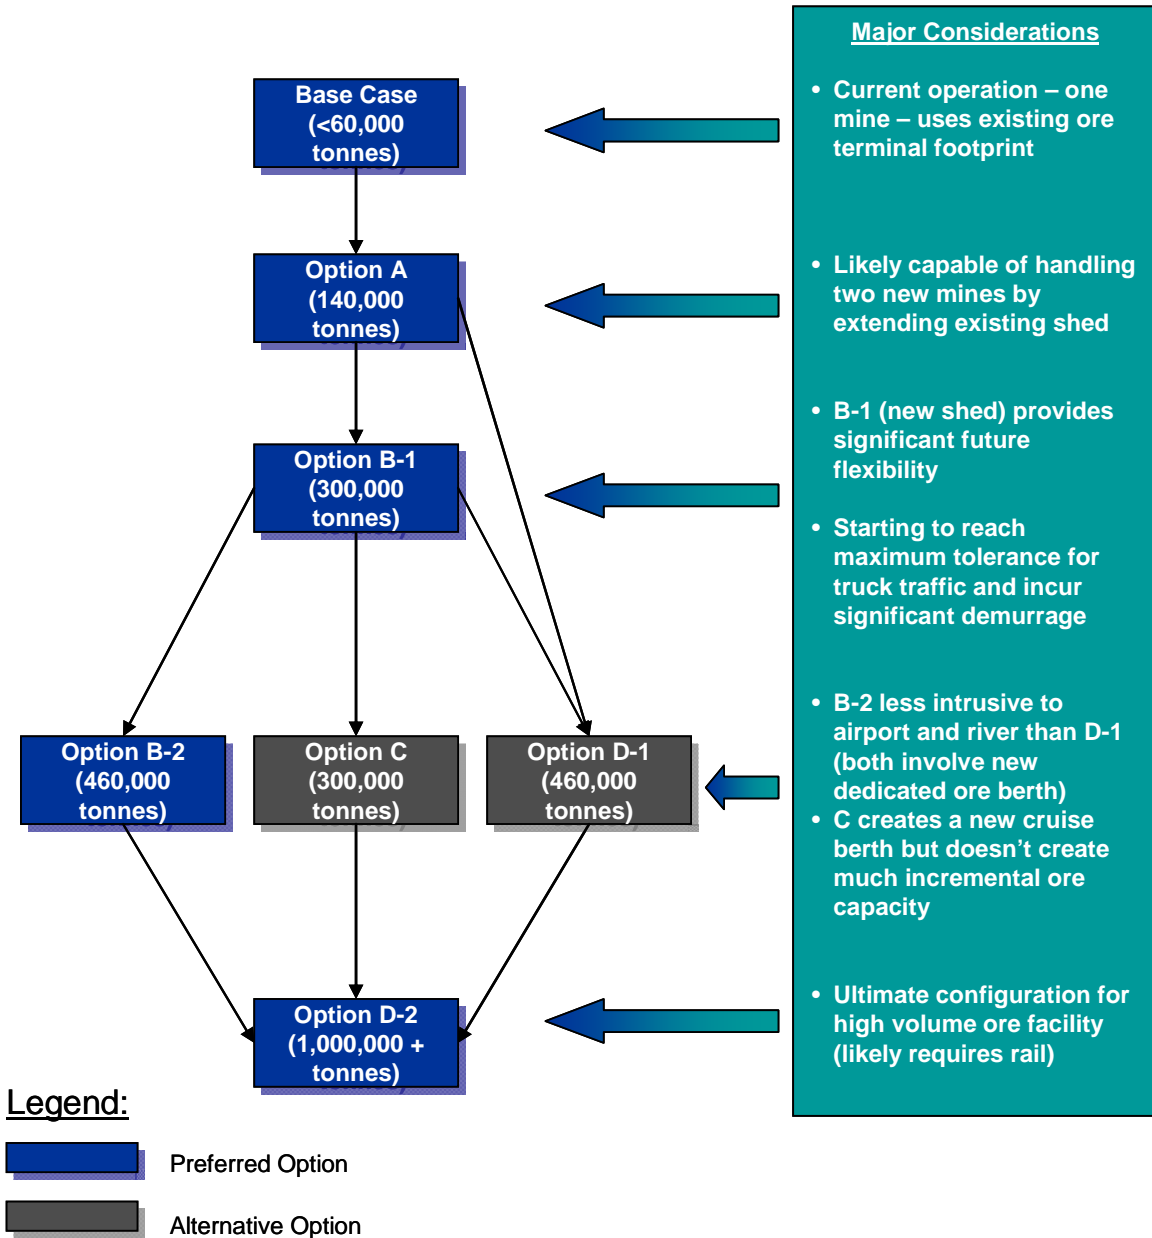 Major Considerations
Base Case
(<60,000
tonnes)
• Current operation – one
mine – uses existing ore
terminal footprint
Option A
(140,000
tonnes)
• Likely capable of handling
two new mines by
extending existing shed
Option B-1
(300,000
tonnes)
• B-1 (new shed) provides
significant future
flexibility
• Starting to reach
maximum tolerance for
truck traffic and incur
significant demurrage
Option B-2
(460,000
tonnes)
Option C
(300,000
tonnes)
Option D-1
(460,000
tonnes)
• B-2 less intrusive to
airport and river than D-1
(both involve new
dedicated ore berth)
• C creates a new cruise
berth but doesn’t create
much incremental ore
capacity
Option D-2
(1,000,000 +
tonnes)
• Ultimate configuration for
high volume ore facility
(likely requires rail)
Legend:
Preferred Option
Alternative Option